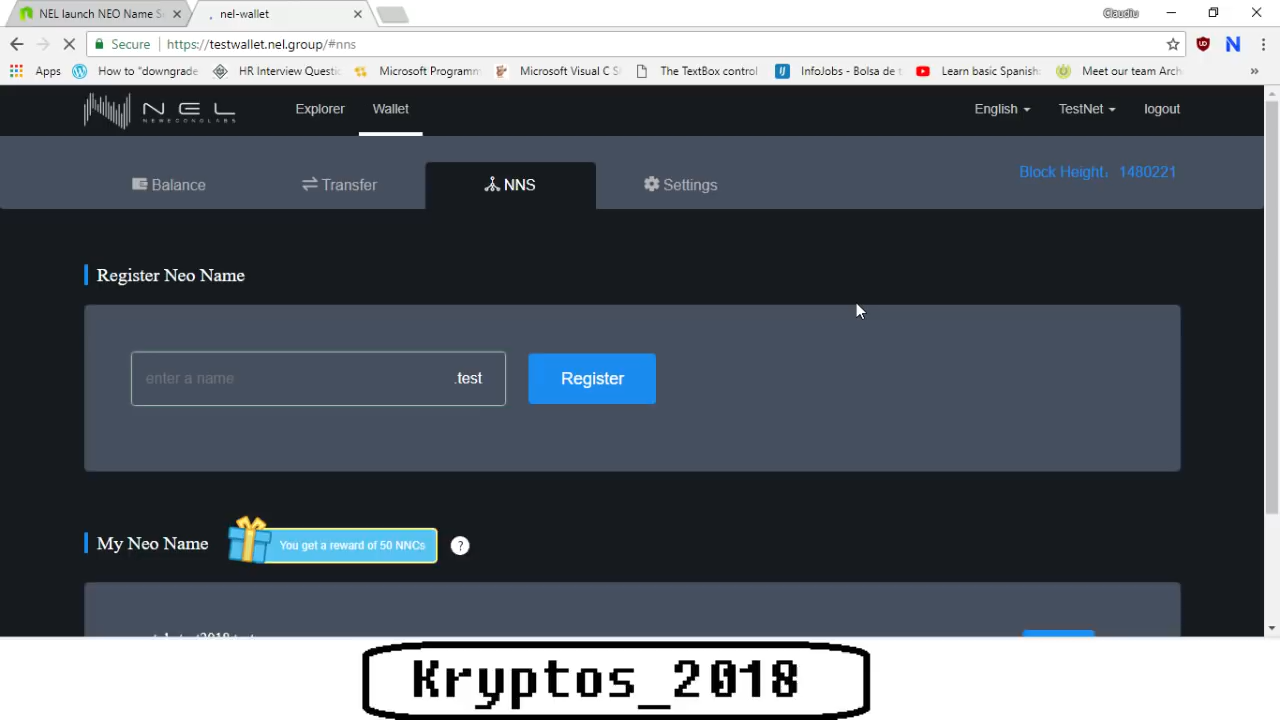 NEL launch NEO Name S
nel-wallet
Claudiu
Secure
https://testwallet.nel.group/#nns
Apps
How to "downgrade
HR Interview Questi
Microsoft Programm
Microsoft Visual C S
The TextBox control
InfoJobs - Bolsa de t
Learn basic Spanish
Meet our team Arch
»
NEL
NEWECONOLABS
Explorer
Wallet
English
TestNet
logout
Balance
Transfer
NNS
Settings
Block Height: 1480221
Register Neo Name
enter a name
.test
Register
My Neo Name
You get a reward of 50 NNCs
?
Kryptos_2018